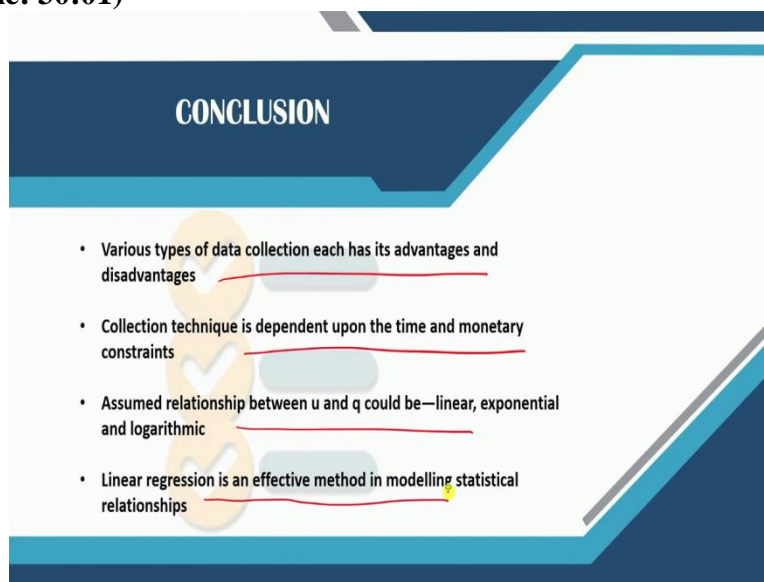 CONCLUSION
• Various types of data collection each has its advantages and
disadvantages
• Collection technique is dependent upon the time and monetary
constraints
• Assumed relationship between u and q could be—linear, exponential
and logarithmic
• Linear regression is an effective method in modelling statistical
relationships